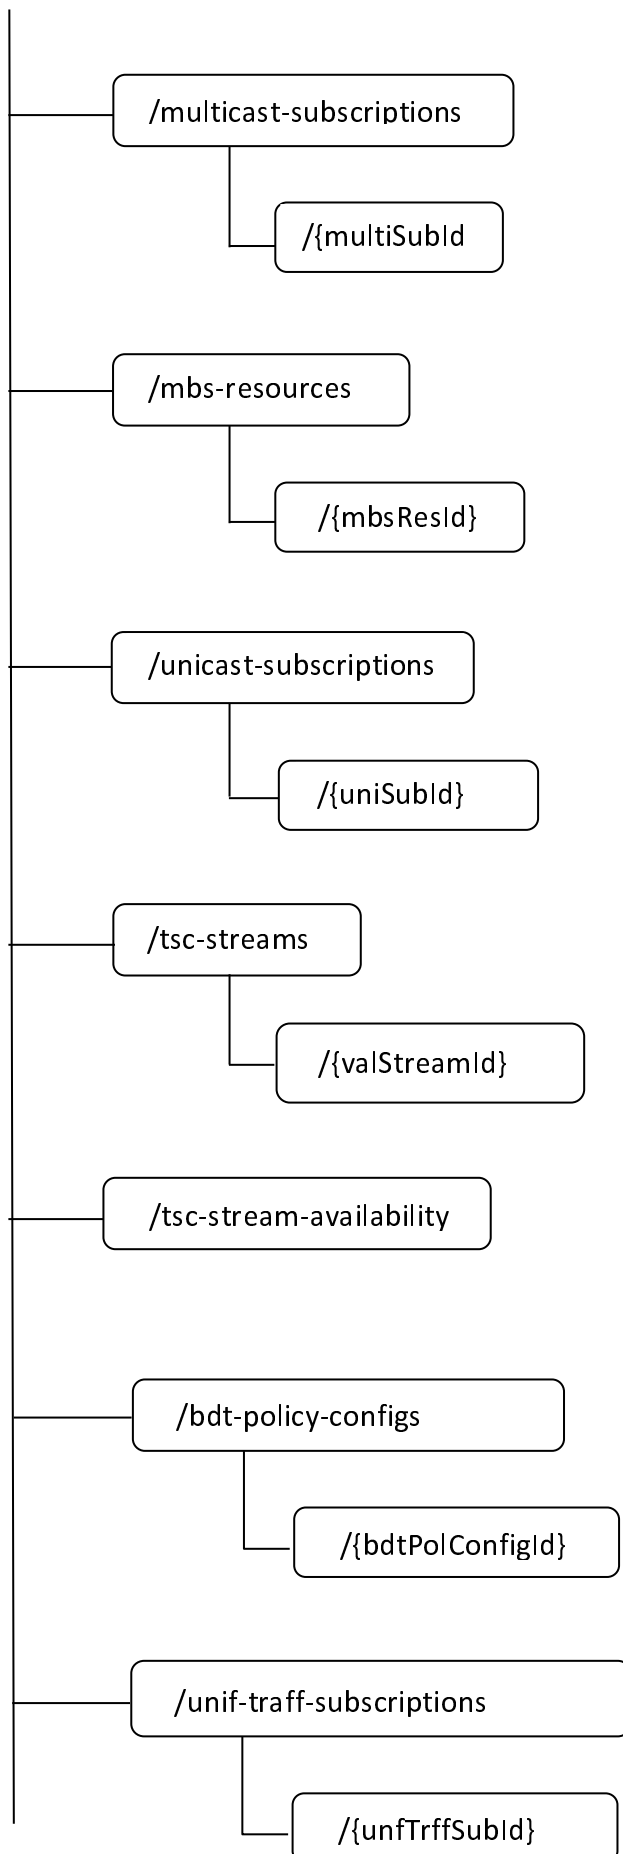 /multicast-subscriptions
/{multiSubId
/mbs-resources
/{mbsResId}
/unicast-subscriptions
/{uniSubId}
/tsc-streams
/{valStreamId}
/tsc-stream-availability
/bdt-policy-configs
/{bdtPolConfigId}
/unif-traff-subscriptions
/{unfTrffSubId}